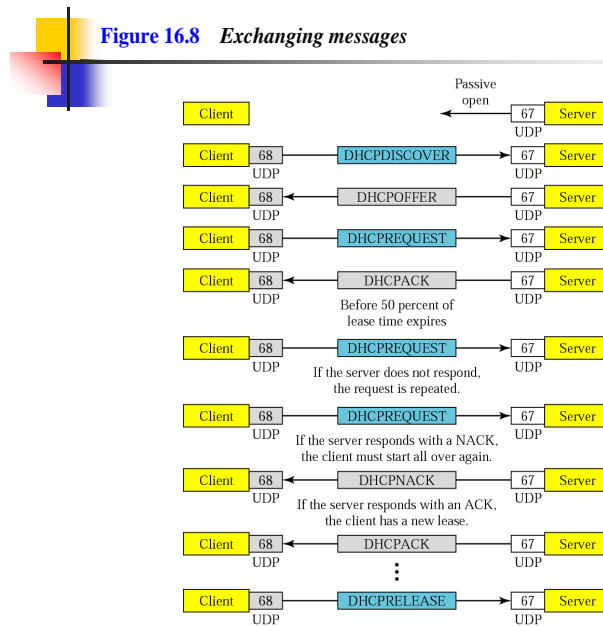 Figure 16.8 Exchanging messages
Passive
open
Client 67 Server
UDP
Client 68 DHCPDISCOVER 67 Server
UDP UDP
Client 68 DHCPOFFER 67 Server
UDP UDP
Client 68 DHCPREQUEST 67 Server
UDP UDP
Client 68 DHCPACK 67 Server
UDP UDP
Before 50 percent of
lease time expires
Client 68 DHCPREQUEST 67 Server
UDP UDP
If the server does not respond,
the request is repeated.
Client 68 DHCPREQUEST 67 Server
UDP UDP
If the server responds with a NACK,
the client must start all over again.
Client 68 DHCPNACK 67 Server
UDP UDP
If the server responds with an ACK,
the client has a new lease.
Client 68 DHCPACK 67 Server
UDP UDP
Client 68 DHCPRELEASE 67 Server
UDP UDP